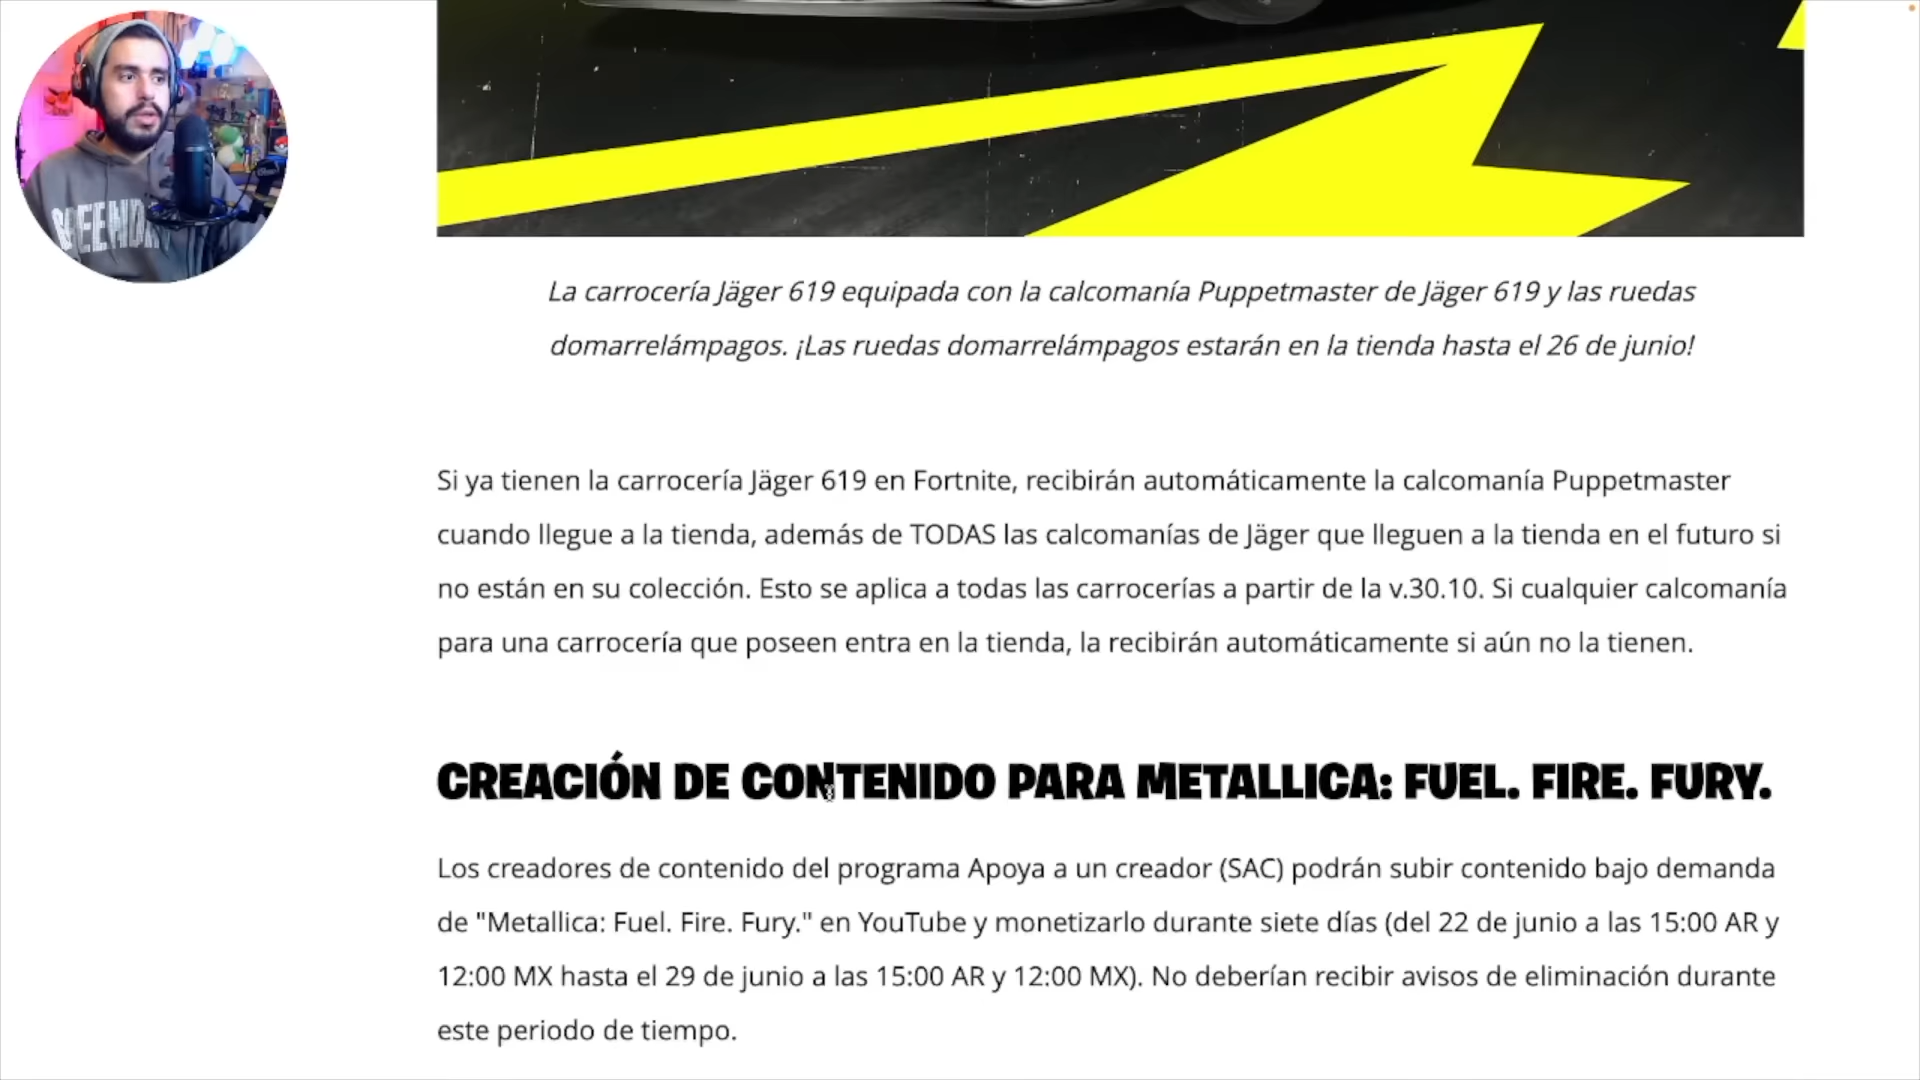 La carrocería Jäger 619 equipada con la calcomanía Puppetmaster de Jäger 619 y las ruedas
domarrelámpagos. ¡Las ruedas domarrelámpagos estarán en la tienda hasta el 26 de junio!
Si ya tienen la carrocería Jäger 619 en Fortnite, recibirán automáticamente la calcomanía Puppetmaster
cuando llegue a la tienda, además de TODAS las calcomanías de Jäger que lleguen a la tienda en el futuro si
no están en su colección. Esto se aplica a todas las carrocerías a partir de la v.30.10. Si cualquier calcomanía
para una carrocería que poseen entra en la tienda, la recibirán automáticamente si aún no la tienen.
CREACIÓN DE CONTENIDO PARA METALLICA: FUEL. FIRE. FURY.
Los creadores de contenido del programa Apoya a un creador (SAC) podrán subir contenido bajo demanda
de "Metallica: Fuel. Fire. Fury." en YouTube y monetizarlo durante siete días (del 22 de junio a las 15:00 AR y
12:00 MX hasta el 29 de junio a las 15:00 AR y 12:00 MX). No deberían recibir avisos de eliminación durante
este periodo de tiempo.